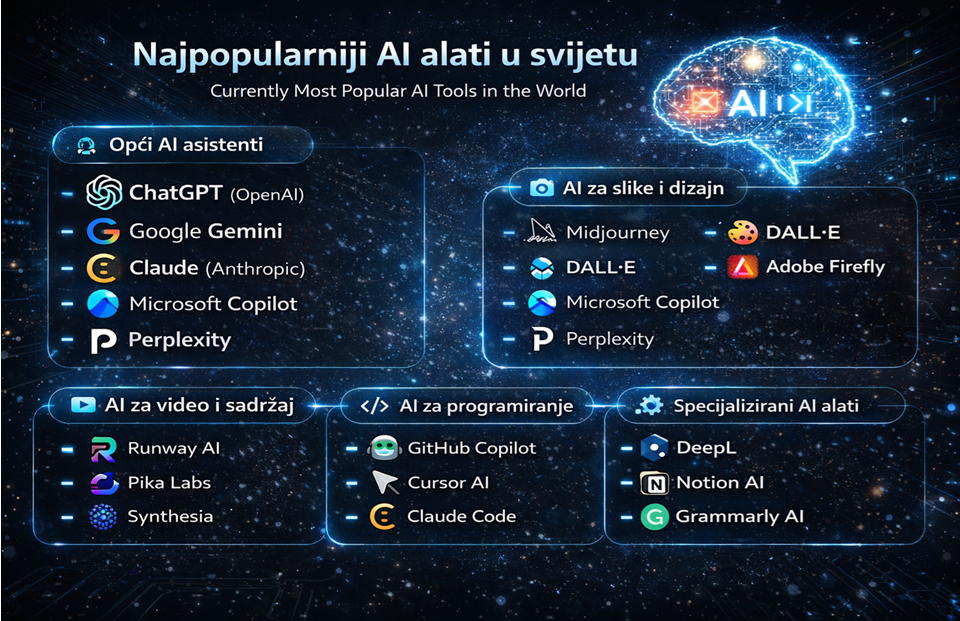 Najpopularniji AI alati u svijetu
Currently Most Popular AI Tools in the World
AI
Opći AI asistenti
ChatGPT (OpenAI)
Google Gemini
Claude (Anthropic)
Microsoft Copilot
Perplexity
AI za slike i dizajn
Midjourney
DALL·E
Microsoft Copilot
Perplexity
DALL·E
Adobe Firefly
AI za video i sadržaj
Runway AI
Pika Labs
Synthesia
AI za programiranje
GitHub Copilot
Cursor AI
Claude Code
Specijalizirani AI alati
DeepL
Notion AI
Grammarly AI